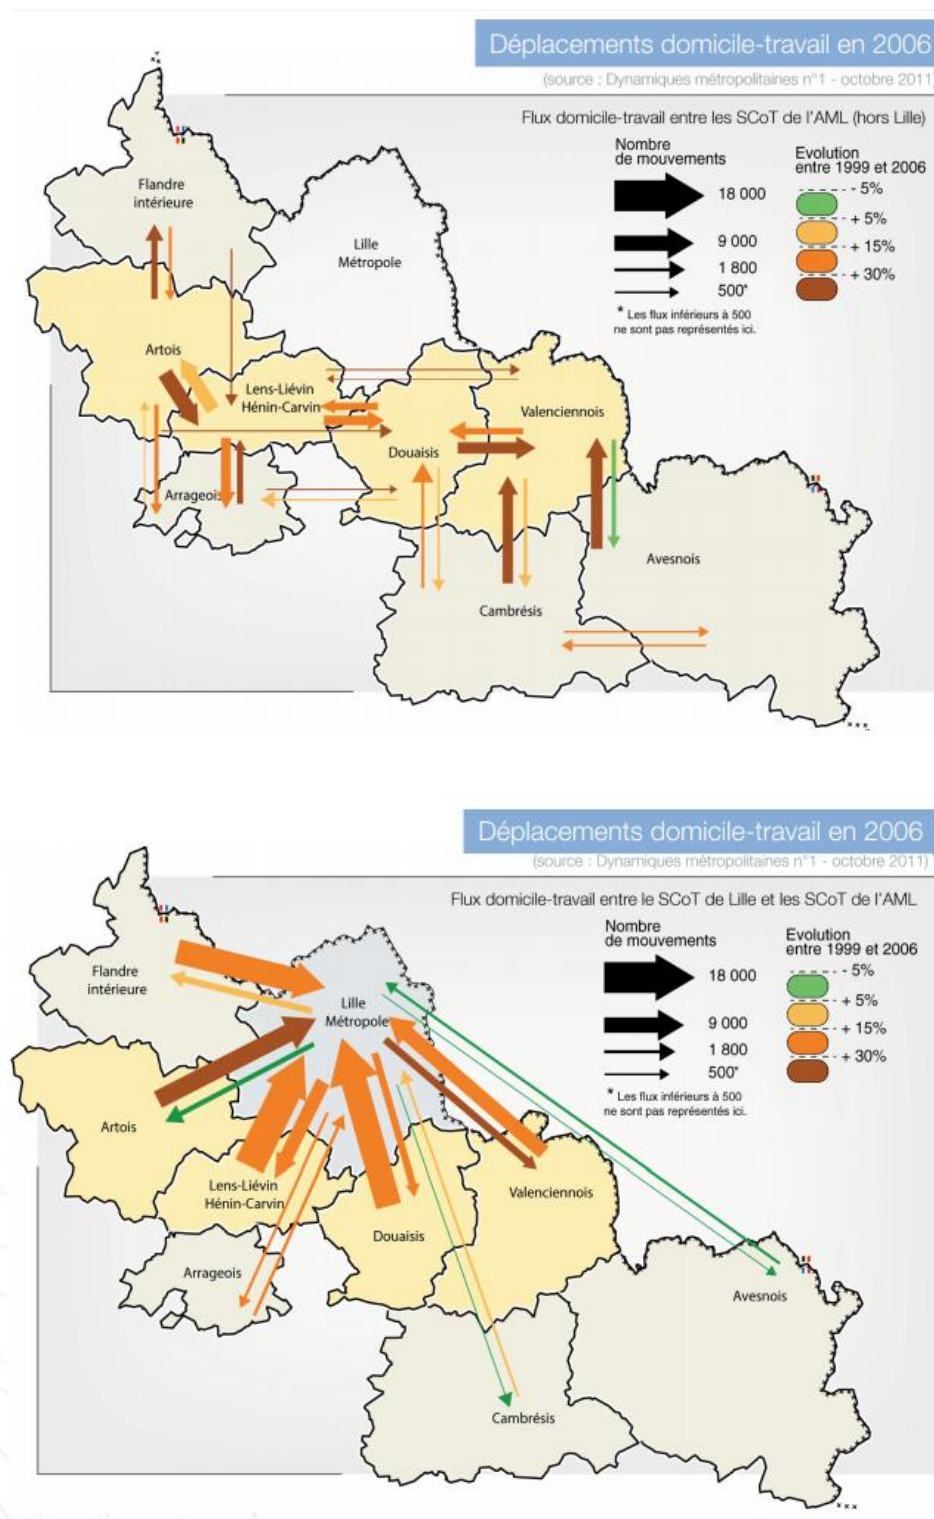 Déplacements domicile-travail en 2006
(source : Dynamiques métropolitaines n°1 - octobre 2011)
Flux domicile-travail entre les SCoT de l'AML (hors Lille)
Nombre
de mouvements
18 000
9 000
1 800
500*
* Les flux inférieurs à 500
ne sont pas représentés ici.
Evolution
entre 1999 et 2006
- 5%
+ 5%
+ 15%
+ 30%
Flandre
intérieure
Lille
Métropole
Artois
Lens-Liévin
Hénin-Carvin
Valenciennois
Douaisis
Arrageois
Avesnois
Cambrésis
Déplacements domicile-travail en 2006
(source : Dynamiques métropolitaines n°1 - octobre 2011)
Flux domicile-travail entre le SCoT de Lille et les SCoT de l'AML
Nombre
de mouvements
18 000
9 000
1 800
500*
* Les flux inférieurs à 500
ne sont pas représentés ici.
Evolution
entre 1999 et 2006
- 5%
+ 5%
+ 15%
+ 30%
Flandre
intérieure
Lille
Métropole
Artois
Lens-Liévin
Hénin-Carvin
Valenciennois
Douaisis
Arrageois
Avesnois
Cambrésis